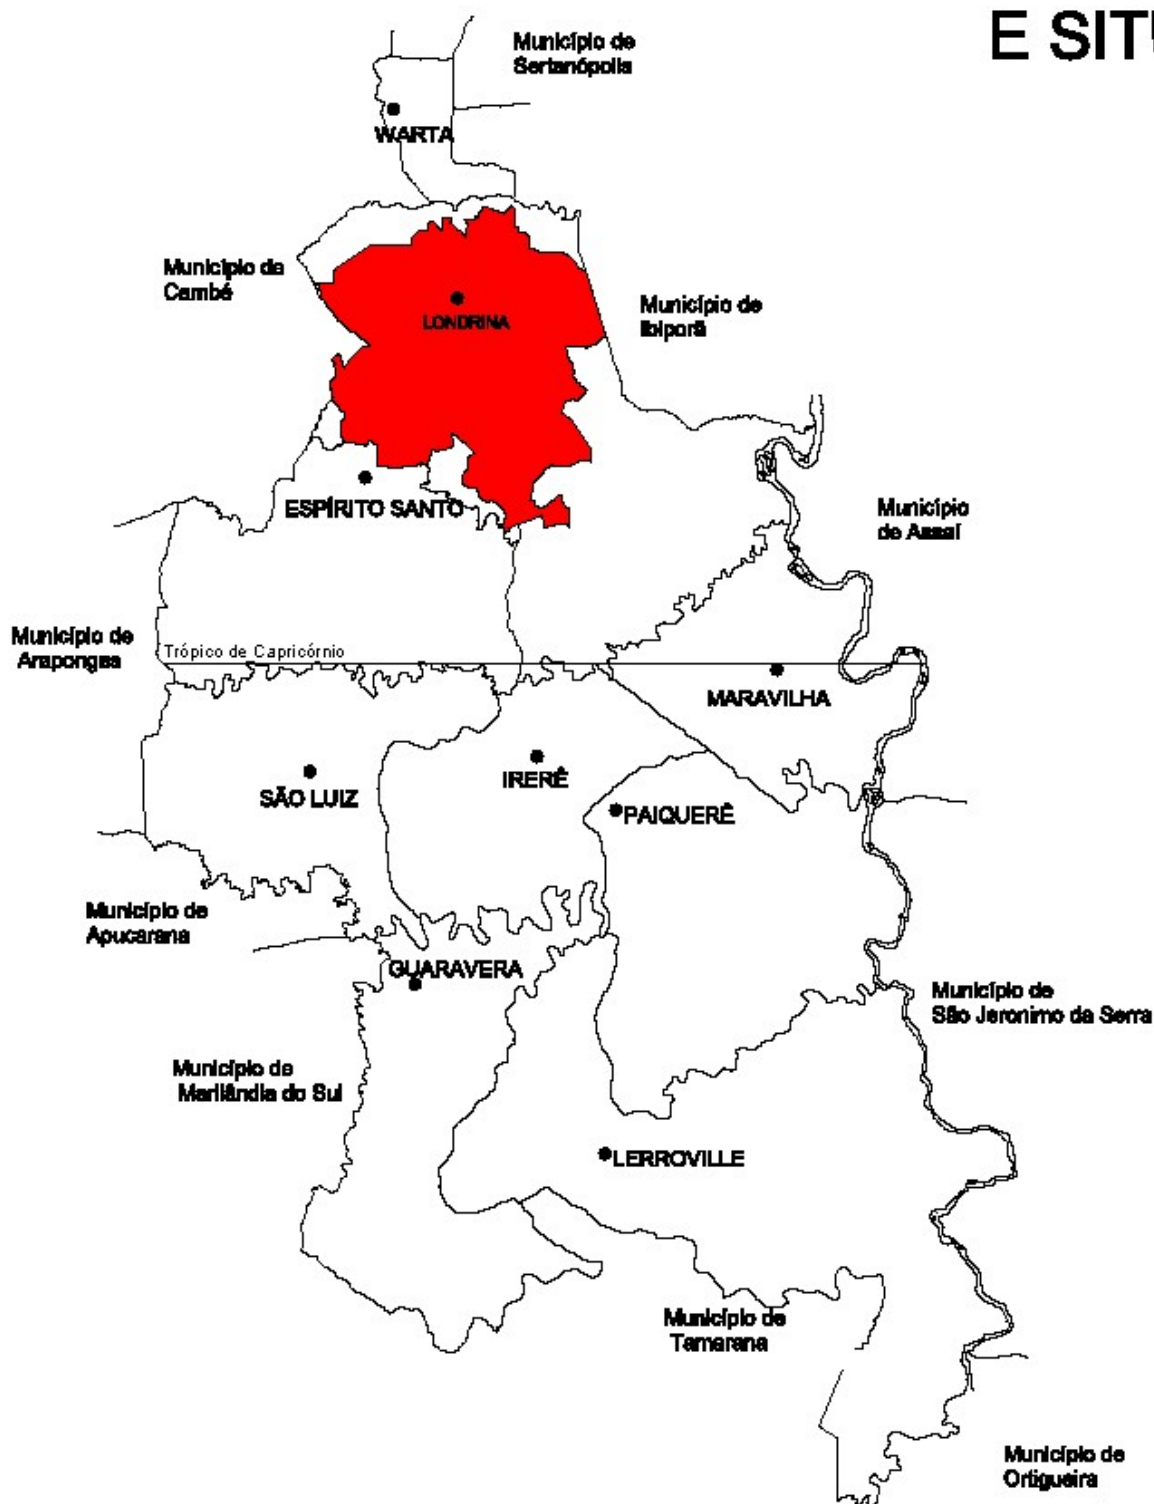 E SITU
Município de
Sertanópolis
WARTA
Município de
Cambé
LONDRINA
Município de
Ibiporã
ESPÍRITO SANTO
Município
de Assaí
Município de
Arapongas
Trópico de Capricórnio
MARAVILHA
IRERÊ
SÃO LUIZ
PAIQUERÊ
Município de
Apucarana
GUARAVERA
Município de
São Jeronimo da Serra
Município de
Marilândia do Sul
LERROVILLE
Município de
Tamarana
Município de
Ortigueira